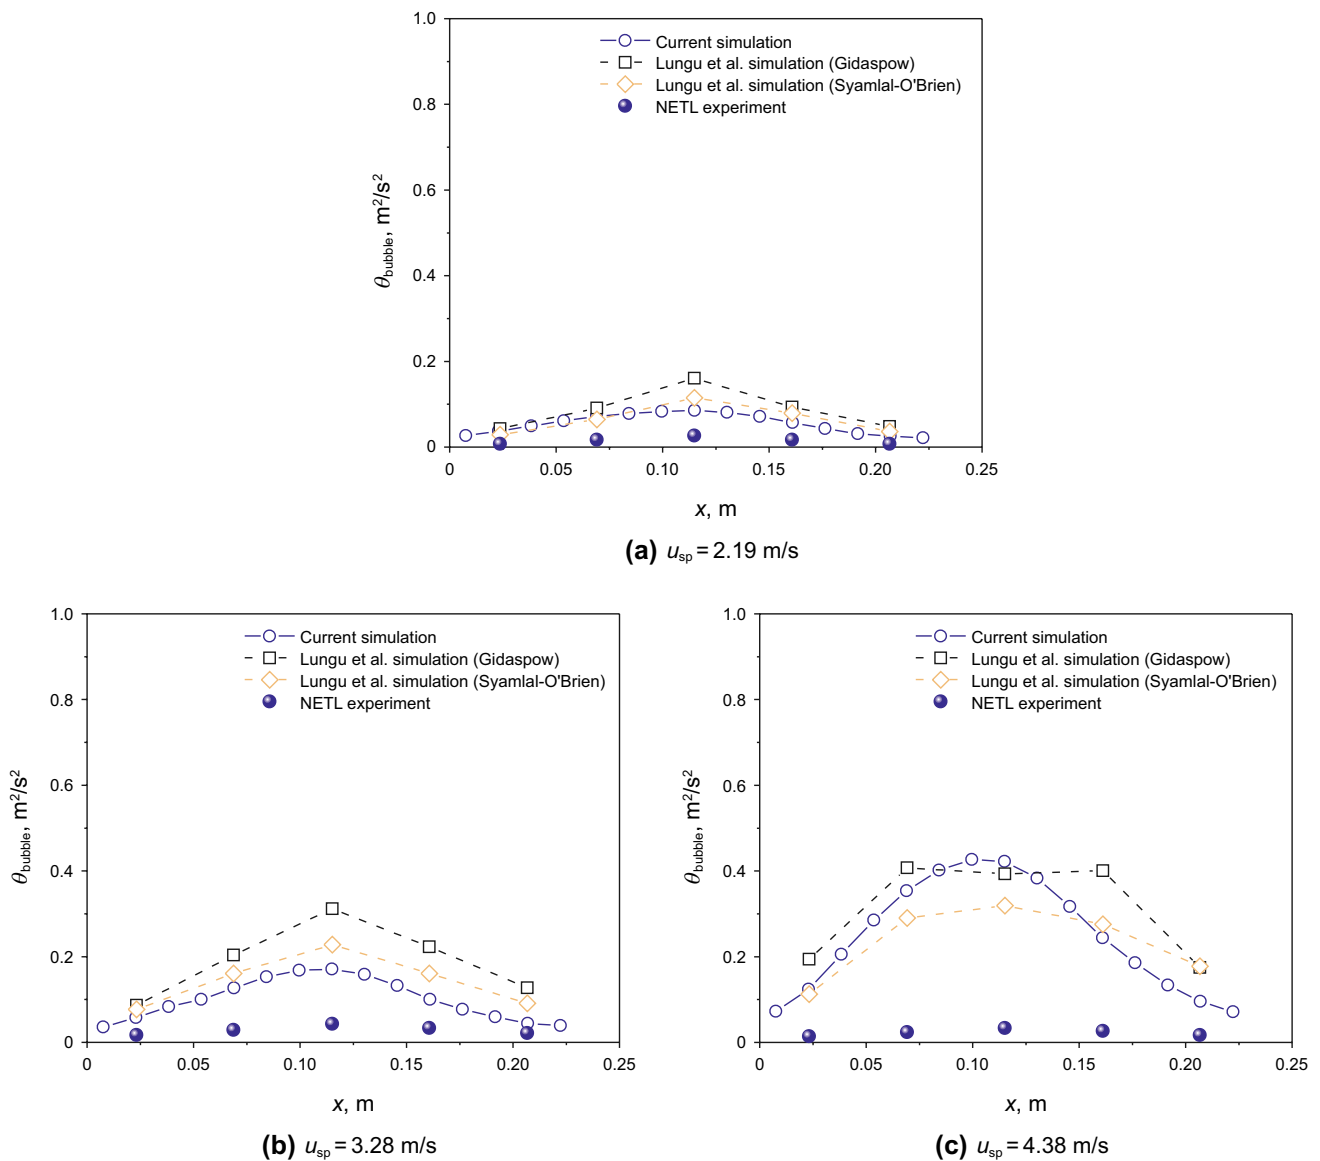 1.0
Current simulation
Lungu et al. simulation (Gidaspow)
Lungu et al. simulation (Syamlal-O'Brien)
NETL experiment
0.8
0.6
0.4
0.2
0
θbubble, m²/s²
0 0.05 0.10 0.15 0.20 0.25
x, m
(a) usp = 2.19 m/s
1.0
Current simulation
Lungu et al. simulation (Gidaspow)
Lungu et al. simulation (Syamlal-O'Brien)
NETL experiment
0.8
0.6
0.4
0.2
0
θbubble, m²/s²
0 0.05 0.10 0.15 0.20 0.25
x, m
(b) usp = 3.28 m/s
1.0
Current simulation
Lungu et al. simulation (Gidaspow)
Lungu et al. simulation (Syamlal-O'Brien)
NETL experiment
0.8
0.6
0.4
0.2
0
θbubble, m²/s²
0 0.05 0.10 0.15 0.20 0.25
x, m
(c) usp = 4.38 m/s